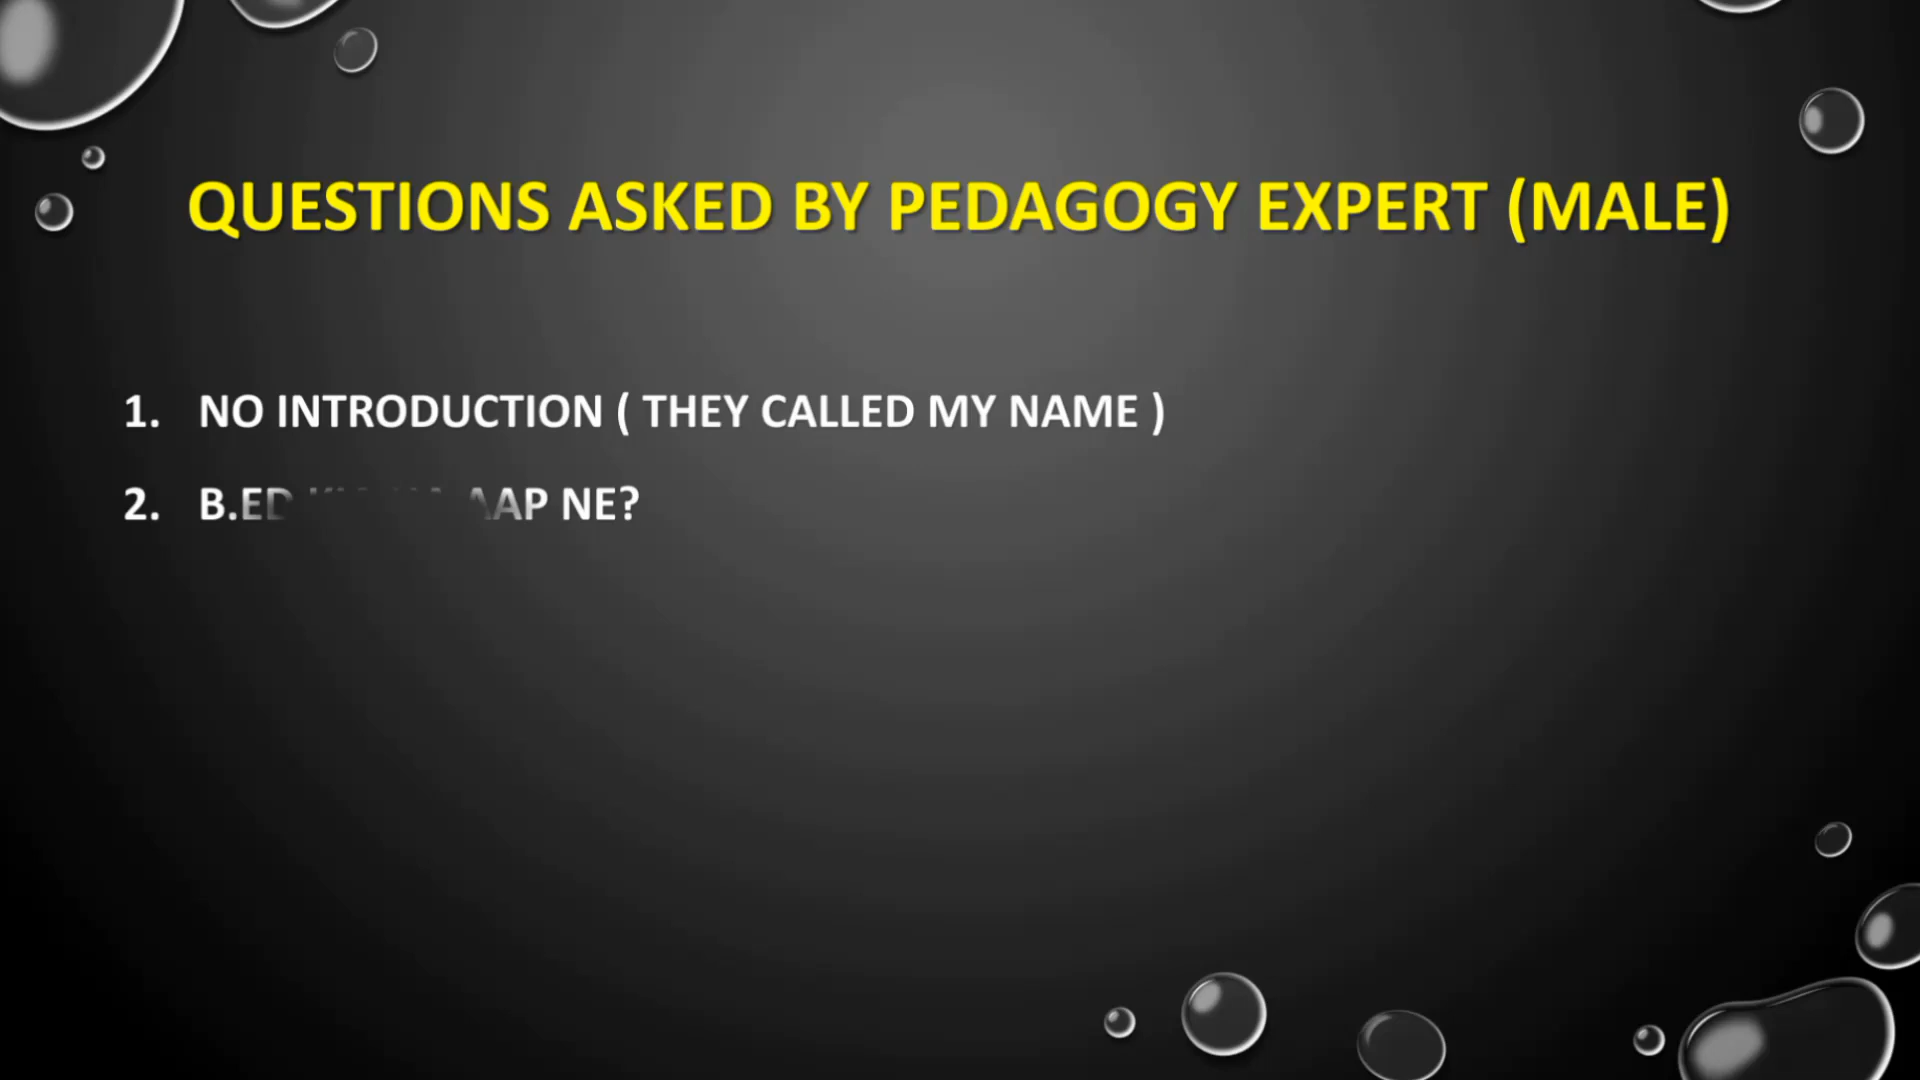 QUESTIONS ASKED BY PEDAGOGY EXPERT (MALE)
1. NO INTRODUCTION ( THEY CALLED MY NAME )
2. B.ED AAP NE?